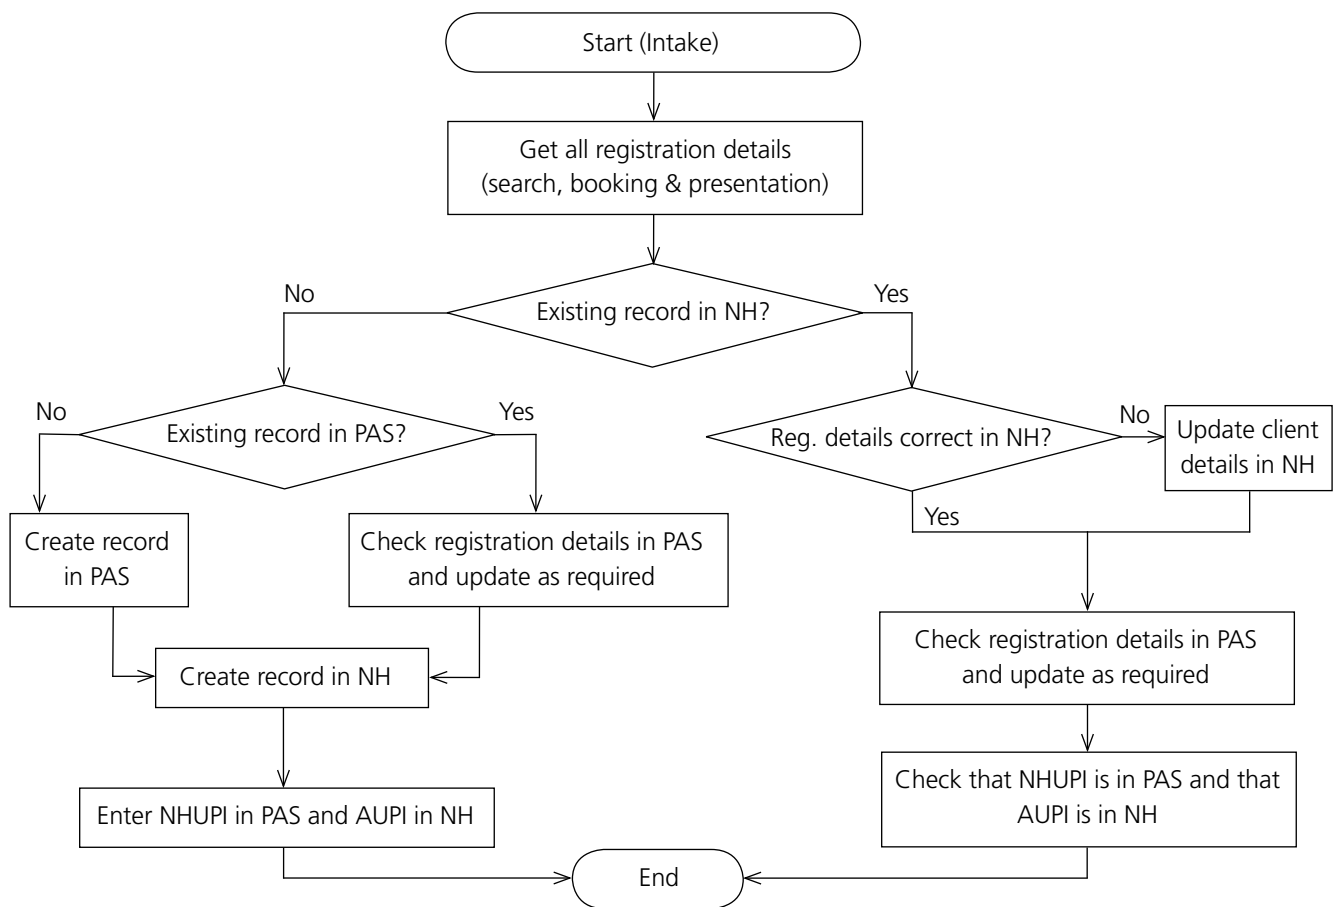 Start (Intake)
Get all registration details
(search, booking & presentation)
No
Existing record in NH?
Yes
No
Existing record in PAS?
Yes
Reg. details correct in NH?
No
Update client
details in NH
Yes
Create record
in PAS
Check registration details in PAS
and update as required
Create record in NH
Check registration details in PAS
and update as required
Enter NHUPI in PAS and AUPI in NH
Check that NHUPI is in PAS and that
AUPI is in NH
End